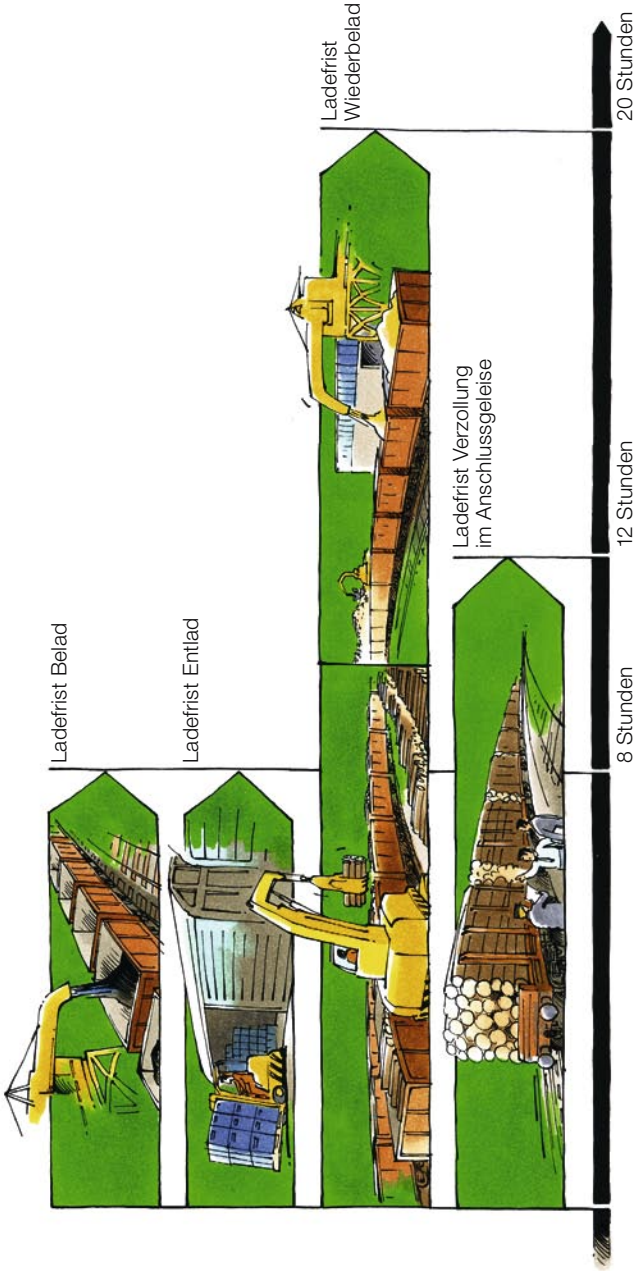 Ladefrist Belad
Ladefrist Entlad
Ladefrist
Wiederbelad
Ladefrist Verzollung
im Anschlussgeleise
8 Stunden
12 Stunden
20 Stunden